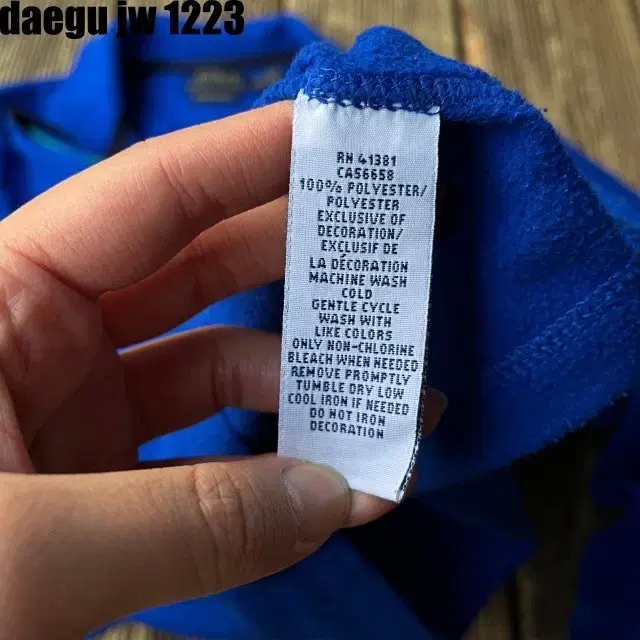 daegu jw 1223
RN 41381
CA56658
100% POLYESTER/
POLYESTER
EXCLUSIVE OF
DECORATION/
EXCLUSIF DE
LA DÉCORATION
MACHINE WASH
COLD
GENTLE CYCLE
WASH WITH
LIKE COLORS
ONLY NON-CHLORINE
BLEACH WHEN NEEDED
REMOVE PROMPTLY
TUMBLE DRY LOW
COOL IRON IF NEEDED
DO NOT IRON
DECORATION